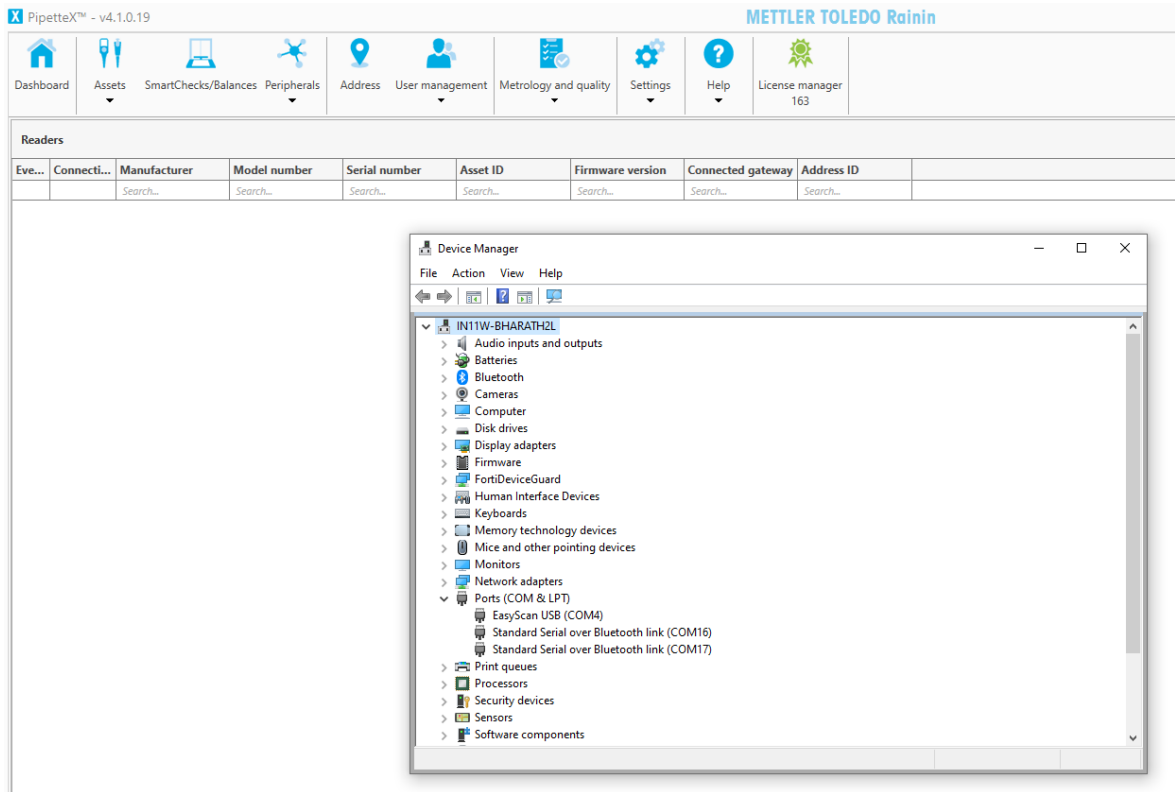 X PipetteX™ - v4.1.0.19
METTLER TOLEDO Rainin
Dashboard Assets SmartChecks/Balances Peripherals Address User management Metrology and quality Settings Help License manager
163
Readers
Eve... Connecti... Manufacturer Model number Serial number Asset ID Firmware version Connected gateway Address ID
Search... Search... Search... Search... Search... Search... Search...
Device Manager
File Action View Help
IN11W-BHARATH2L
Audio inputs and outputs
Batteries
Bluetooth
Cameras
Computer
Disk drives
Display adapters
Firmware
FortiDeviceGuard
Human Interface Devices
Keyboards
Memory technology devices
Mice and other pointing devices
Monitors
Network adapters
Ports (COM & LPT)
EasyScan USB (COM4)
Standard Serial over Bluetooth link (COM16)
Standard Serial over Bluetooth link (COM17)
Print queues
Processors
Security devices
Sensors
Software components